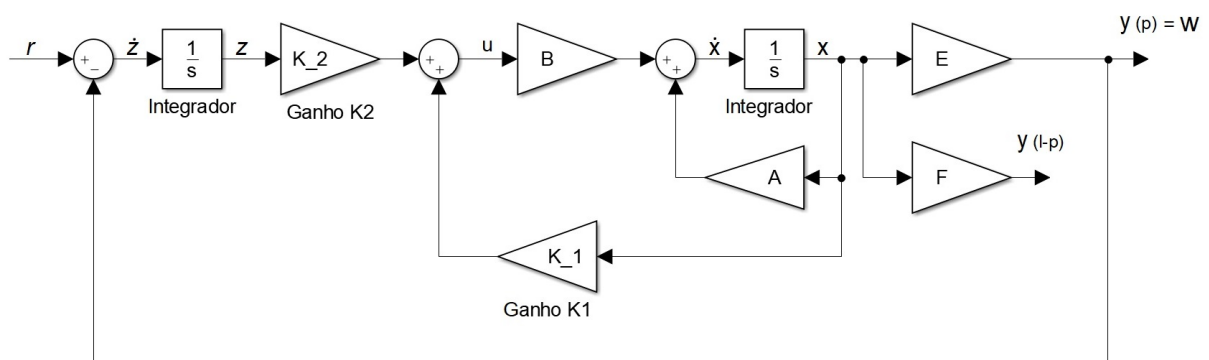 y (p) = w
r
+
−
ż
1
s
Integrador
z
K_2
Ganho K2
+
+
u
B
+
+
ẋ
1
s
Integrador
x
E
y (l-p)
A
F
K_1
Ganho K1